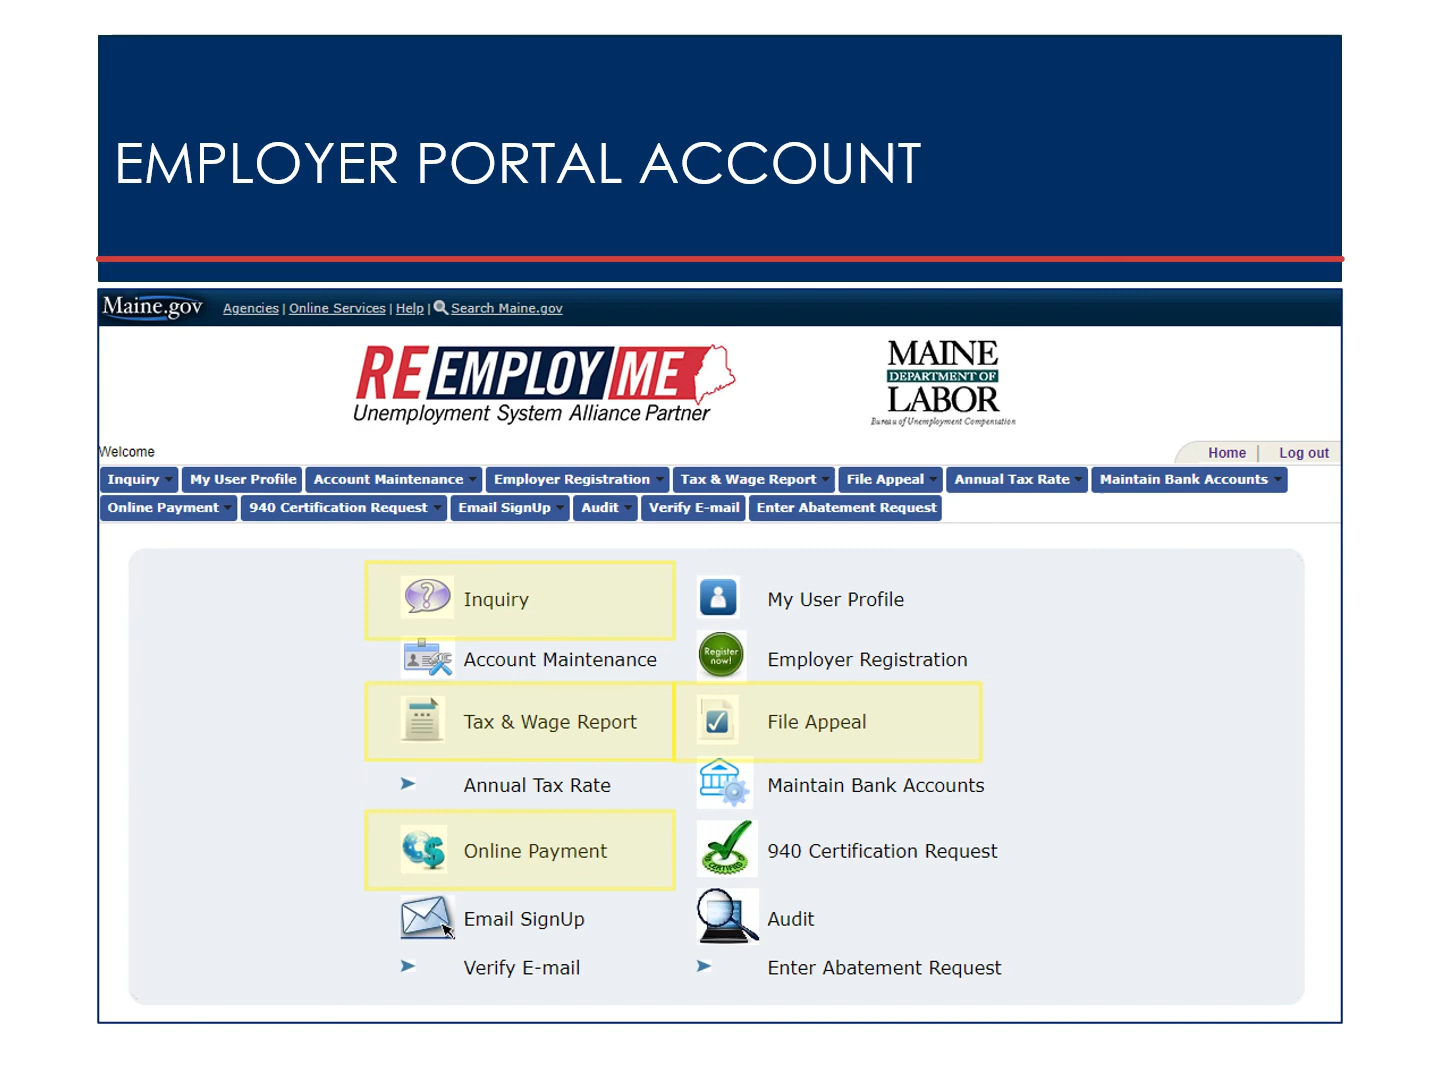 EMPLOYER PORTAL ACCOUNT
Maine.gov Agencies | Online Services | Help | Search Maine.gov
REEMPLOYME
Unemployment System Alliance Partner
MAINE
DEPARTMENT OF
LABOR
Bureau of Unemployment Compensation
Welcome
Home | Log out
Inquiry My User Profile Account Maintenance Employer Registration Tax & Wage Report File Appeal Annual Tax Rate Maintain Bank Accounts
Online Payment 940 Certification Request Email SignUp Audit Verify E-mail Enter Abatement Request
Inquiry My User Profile
Account Maintenance Register now! Employer Registration
Tax & Wage Report File Appeal
Annual Tax Rate Maintain Bank Accounts
Online Payment CERTIFIED 940 Certification Request
Email SignUp Audit
Verify E-mail Enter Abatement Request